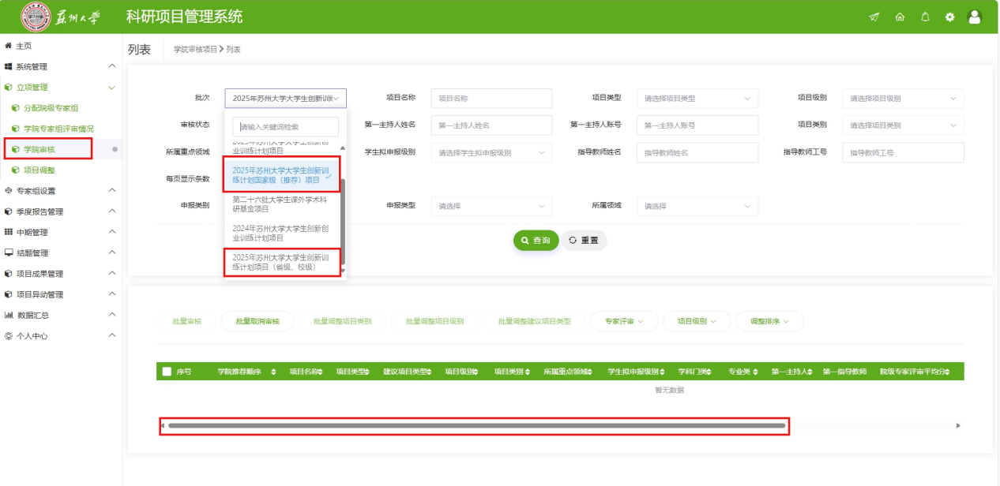 苏州大学 科研项目管理系统
主页
系统管理
立项管理
分配院级专家组
学院专家组评审情况
学院审核
项目调整
专家组设置
季度报告管理
中期管理
结题管理
项目成果管理
项目异动管理
数据汇总
个人中心
列表 学院审核项目 列表
批次 2025年苏州大学大学生创新训 项目名称 项目名称 项目类型 请选择项目类型 项目级别 请选择项目级别
审核状态 请输入关键词检索 第一主持人姓名 第一主持人姓名 第一主持人账号 第一主持人账号 项目类别 请选择项目类别
所属重点领域 学生拟申报级别 请选择学生拟申报级别 指导教师姓名 指导教师姓名 指导教师工号 指导教师工号
每页显示条数
申报类别 申报类型 请选择 所属领域 请选择
业训练计划项目
2025年苏州大学大学生创新训
练计划国家级（推荐）项目
第二十六批大学生课外学术科
研基金项目
2024年苏州大学大学生创新创
业训练计划项目
2025年苏州大学大学生创新训
练计划项目（省级、校级）
查询 重置
批量审核 批量取消审核 批量调整项目类别 批量调整项目级别 批量调整建议项目类型 专家评审 项目级别 调整排序
序号 学院推荐顺序 项目名称 项目类型 建议项目类型 项目级别 项目类别 所属重点领域 学生拟申报级别 学科门类 专业类 第一主持人 第一指导教师 院级专家评审平均分
暂无数据